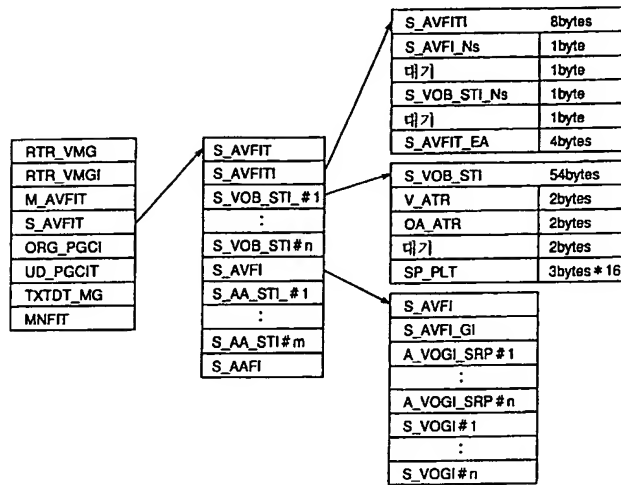 RTR_VMG
RTR_VMGI
M_AVFIT
S_AVFIT
ORG_PGCI
UD_PGCIT
TXTDT_MG
MNFIT
S_AVFIT
S_AVFITI
S_VOB_STI_#1
:
S_VOB_STI#n
S_AVFI
S_AA_STI_#1
:
S_AA_STI#m
S_AAFI
S_AVFITI 8bytes
S_AVFI_Ns 1byte
대기 1byte
S_VOB_STI_Ns 1byte
대기 1byte
S_AVFIT_EA 4bytes
S_VOB_STI 54bytes
V_ATR 2bytes
OA_ATR 2bytes
대기 2bytes
SP_PLT 3bytes*16
S_AVFI
S_AVFI_GI
A_VOGI_SRP#1
:
A_VOGI_SRP#n
S_VOGI#1
:
S_VOGI#n